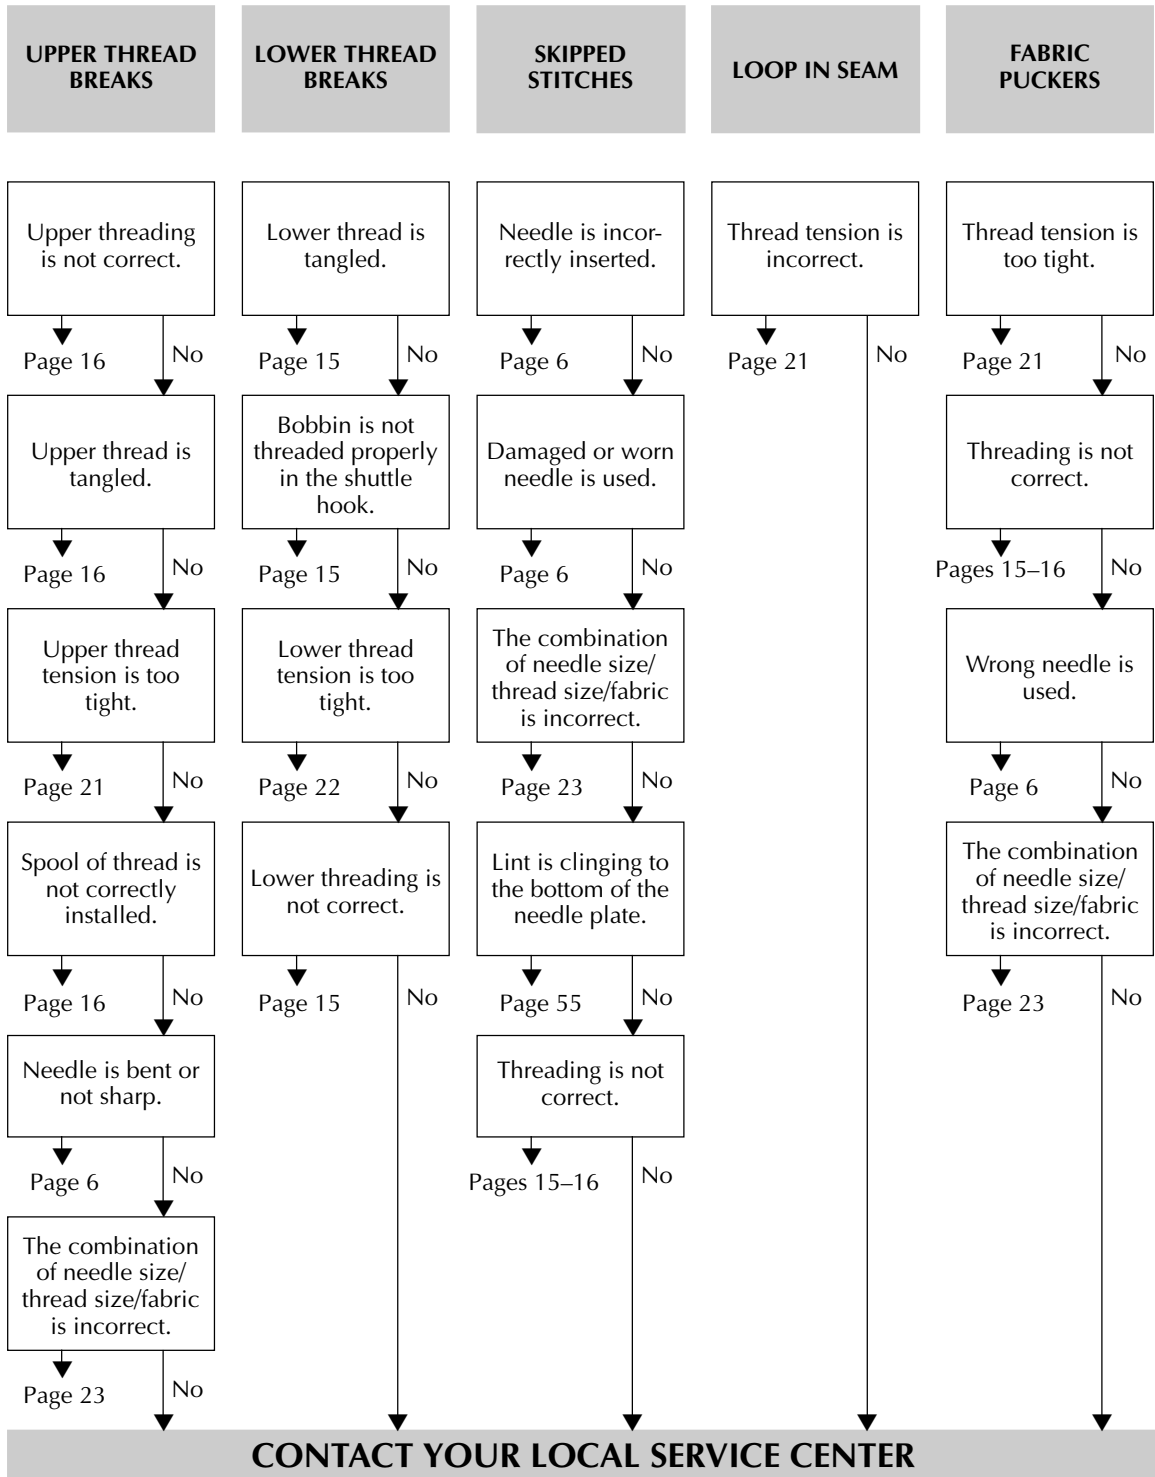 UPPER THREAD
BREAKS
LOWER THREAD
BREAKS
SKIPPED
STITCHES
LOOP IN SEAM
FABRIC
PUCKERS
Upper threading
is not correct.
Page 16
No
Upper thread is
tangled.
Page 16
No
Upper thread
tension is too
tight.
Page 21
No
Spool of thread is
not correctly
installed.
Page 16
No
Needle is bent or
not sharp.
Page 6
No
The combination
of needle size/
thread size/fabric
is incorrect.
Page 23
No
Lower thread is
tangled.
Page 15
No
Bobbin is not
threaded properly
in the shuttle
hook.
Page 15
No
Lower thread
tension is too
tight.
Page 22
No
Lower threading is
not correct.
Page 15
No
Needle is incor-
rectly inserted.
Page 6
No
Damaged or worn
needle is used.
Page 6
No
The combination
of needle size/
thread size/fabric
is incorrect.
Page 23
No
Lint is clinging to
the bottom of the
needle plate.
Page 55
No
Threading is not
correct.
Pages 15–16
No
Thread tension is
incorrect.
Page 21
No
Thread tension is
too tight.
Page 21
No
Threading is not
correct.
Pages 15–16
No
Wrong needle is
used.
Page 6
No
The combination
of needle size/
thread size/fabric
is incorrect.
Page 23
No
CONTACT YOUR LOCAL SERVICE CENTER